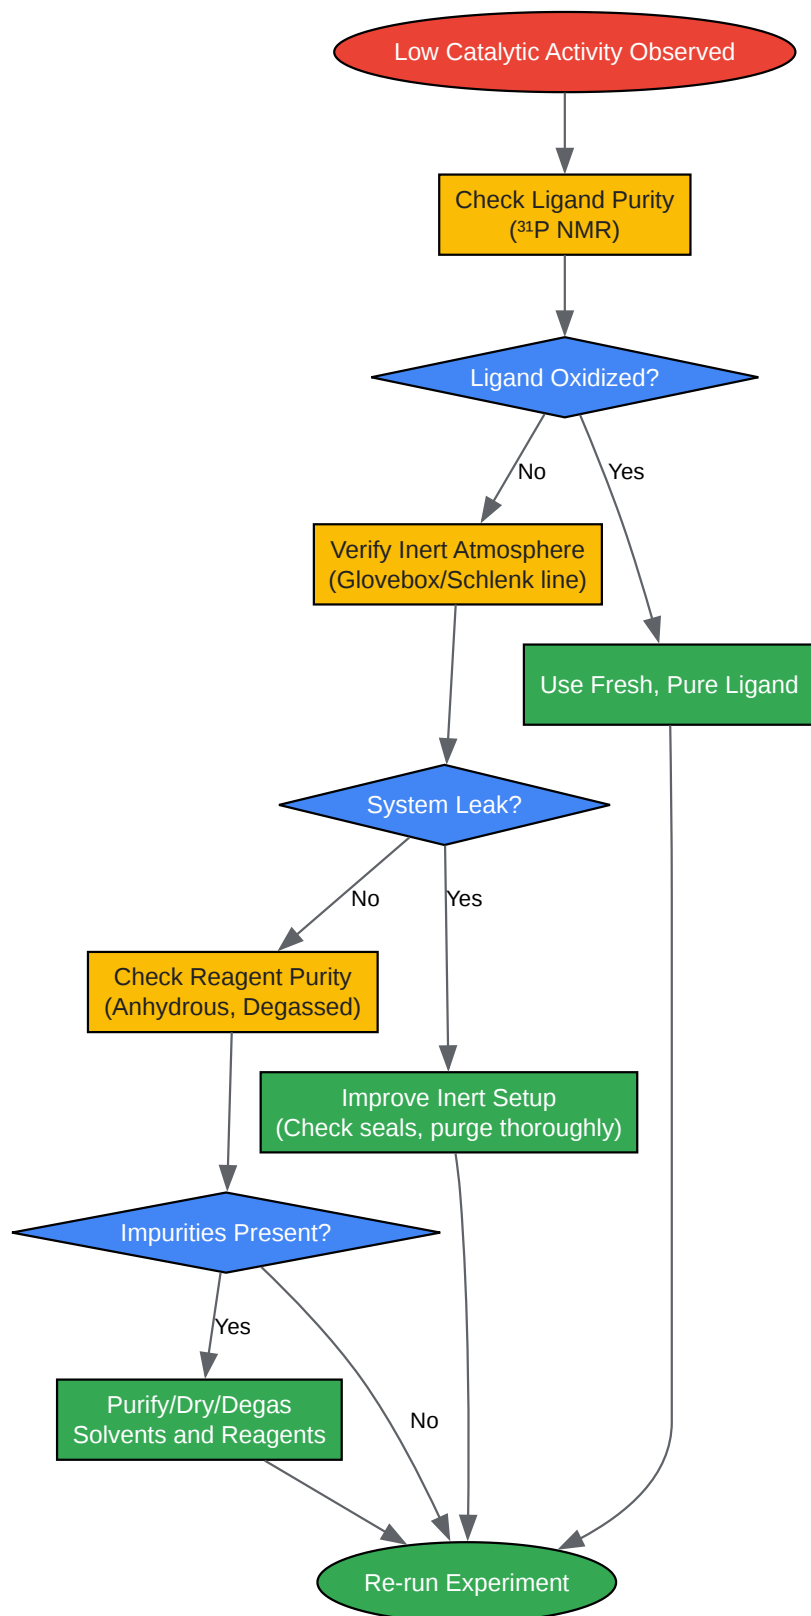 Low Catalytic Activity Observed
Check Ligand Purity
(³¹P NMR)
Ligand Oxidized?
No
Yes
Verify Inert Atmosphere
(Glovebox/Schlenk line)
Use Fresh, Pure Ligand
System Leak?
No
Yes
Check Reagent Purity
(Anhydrous, Degassed)
Improve Inert Setup
(Check seals, purge thoroughly)
Impurities Present?
Yes
Purify/Dry/Degas
Solvents and Reagents
No
Re-run Experiment